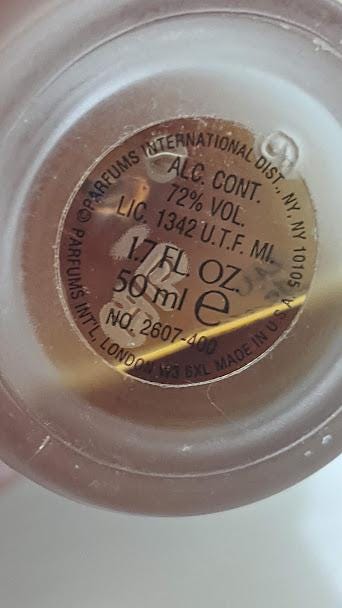 PARFUMS INTERNATIONAL DIST., NY, NY 10105
ALC. CONT.
72% VOL.
LIC. 1342 U.T.F. MI.
1.7 FL OZ.
50 ml e
NO. 2607-400
© PARFUMS INT'L, LONDON W3 6XL MADE IN U.S.A.